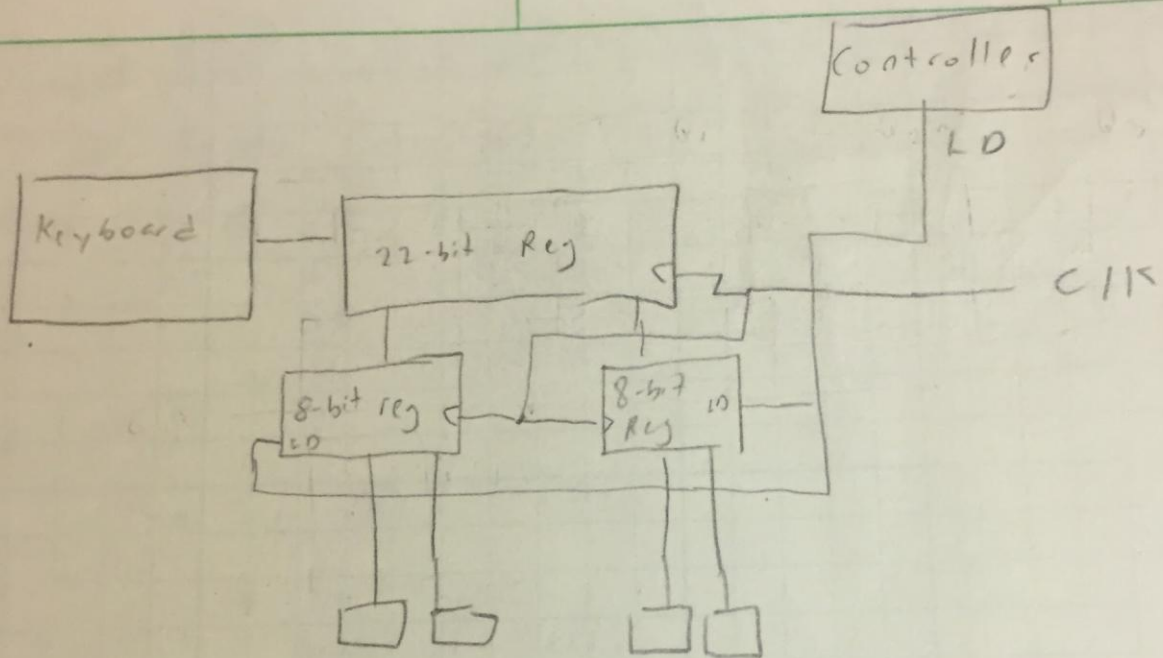 Controller
LD
Keyboard
22-bit Reg
Clk
8-bit reg
LD
8-bit
Reg
LD